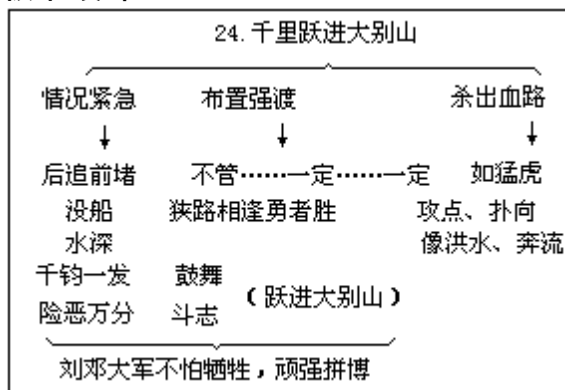 24.千里跃进大别山
情况紧急 布置强渡 杀出血路
↓ ↓ ↓
后追前堵 不管……一定……一定 如猛虎
没船 狭路相逢勇者胜 攻点、扑向
水深 像洪水、奔流
千钧一发 鼓舞 (跃进大别山)
险恶万分 斗志
刘邓大军不怕牺牲，顽强拼博